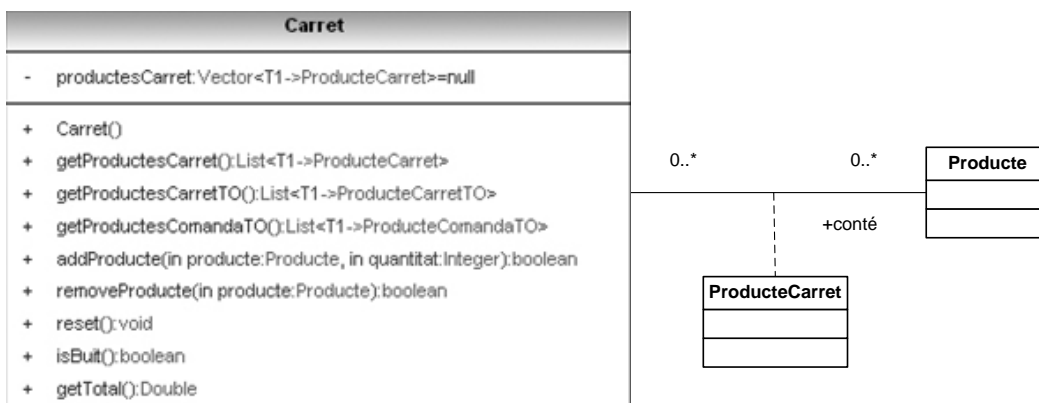 Carret
- productesCarret:Vector<T1->ProducteCarret>=null
+ Carret()
+ getProductesCarret():List<T1->ProducteCarret>
+ getProductesCarretTO():List<T1->ProducteCarretTO>
+ getProductesComandaTO():List<T1->ProducteComandaTO>
+ addProducte(in producte:Producte, in quantitat:Integer):boolean
+ removeProducte(in producte:Producte):boolean
+ reset():void
+ isBuit():boolean
+ getTotal():Double
0..*
0..*
+conté
Producte
ProducteCarret